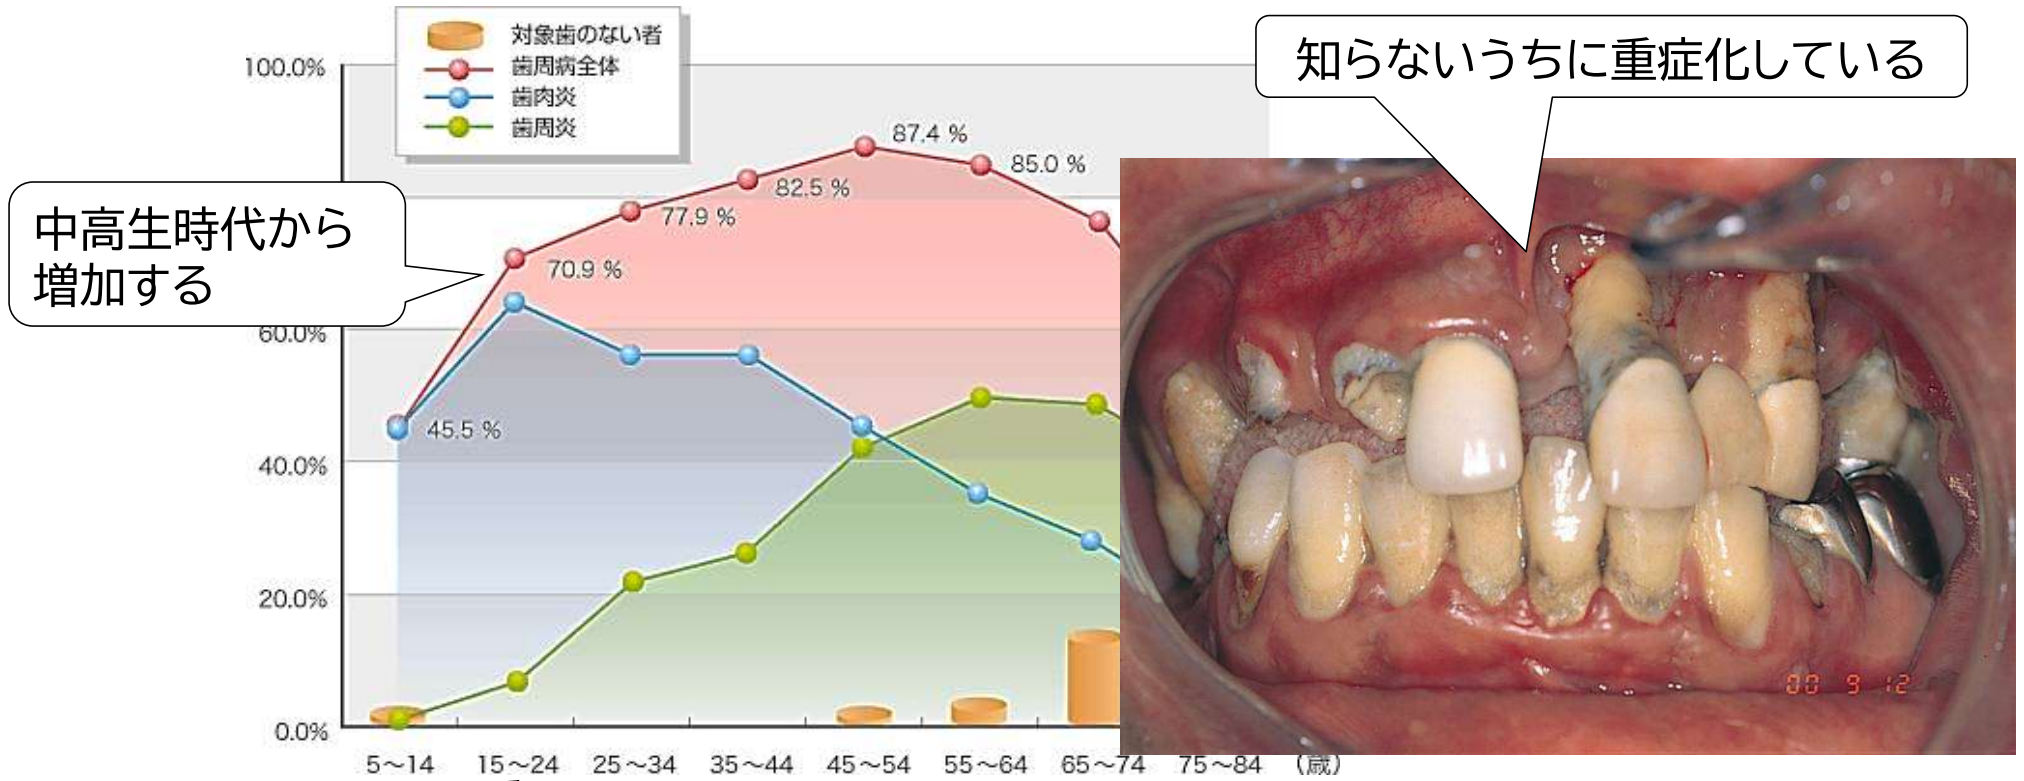 対象歯のない者
歯周病全体
歯肉炎
歯周炎
知らないうちに重症化している
中高生時代から
増加する
100.0%
60.0%
40.0%
20.0%
0.0%
45.5 %
70.9 %
77.9 %
82.5 %
87.4 %
85.0 %
5～14 15～24 25～34 35～44 45～54 55～64 65～74 75～84 （歳）
00 9 12